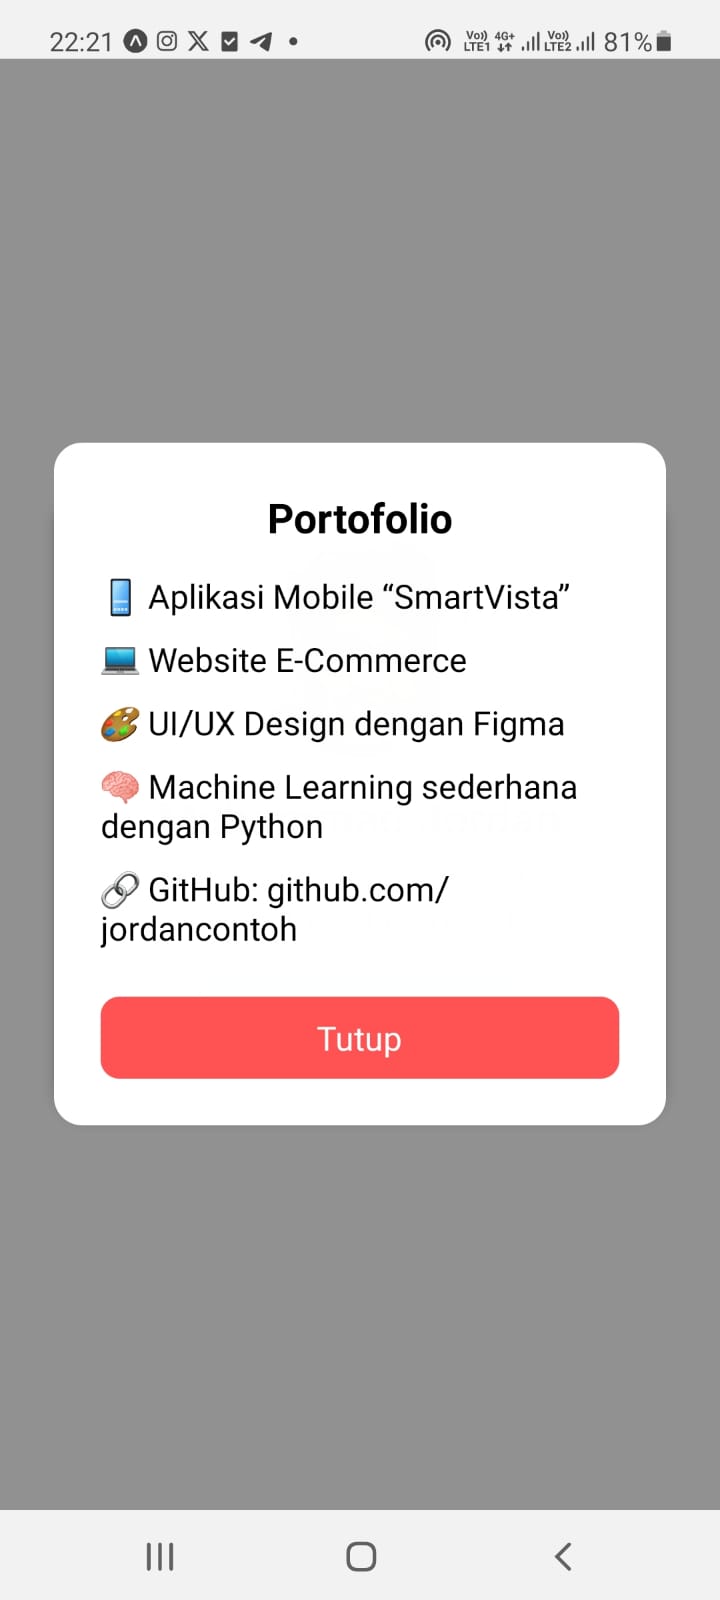 22:21
Vo)) 4G+ Vo))
LTE1 LTE2 81%
Portofolio
Aplikasi Mobile “SmartVista”
Website E-Commerce
UI/UX Design dengan Figma
Machine Learning sederhana
dengan Python
GitHub: github.com/
jordancontoh
Tutup